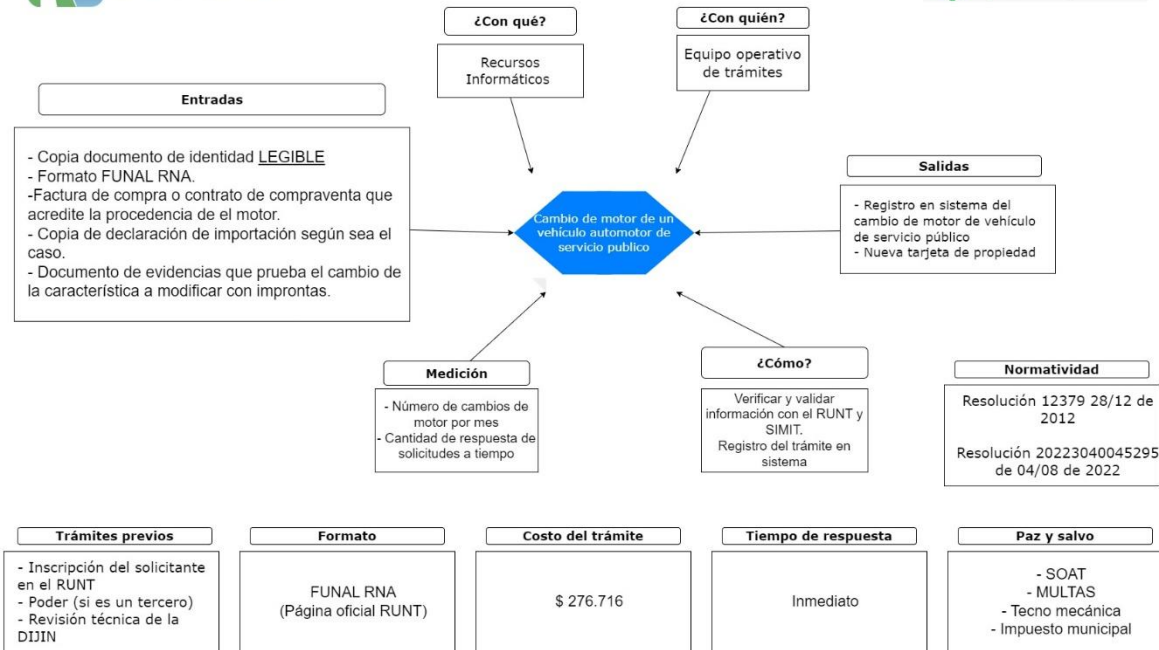 ¿Con qué?
Recursos
Informáticos
¿Con quién?
Equipo operativo
de trámites
Entradas
- Copia documento de identidad LEGIBLE
- Formato FUNAL RNA.
-Factura de compra o contrato de compraventa que
acredite la procedencia de el motor.
- Copia de declaración de importación según sea el
caso.
- Documento de evidencias que prueba el cambio de
la característica a modificar con improntas.
Cambio de motor de un
vehículo automotor de
servicio publico
Salidas
- Registro en sistema del
cambio de motor de vehículo
de servicio público
- Nueva tarjeta de propiedad
Medición
- Número de cambios de
motor por mes
- Cantidad de respuesta de
solicitudes a tiempo
¿Cómo?
Verificar y validar
información con el RUNT y
SIMIT.
Registro del trámite en
sistema
Normatividad
Resolución 12379 28/12 de
2012
Resolución 20223040045295
de 04/08 de 2022
Trámites previos
- Inscripción del solicitante
en el RUNT
- Poder (si es un tercero)
- Revisión técnica de la
DIJIN
Formato
FUNAL RNA
(Página oficial RUNT)
Costo del trámite
$ 276.716
Tiempo de respuesta
Inmediato
Paz y salvo
- SOAT
- MULTAS
- Tecno mecánica
- Impuesto municipal